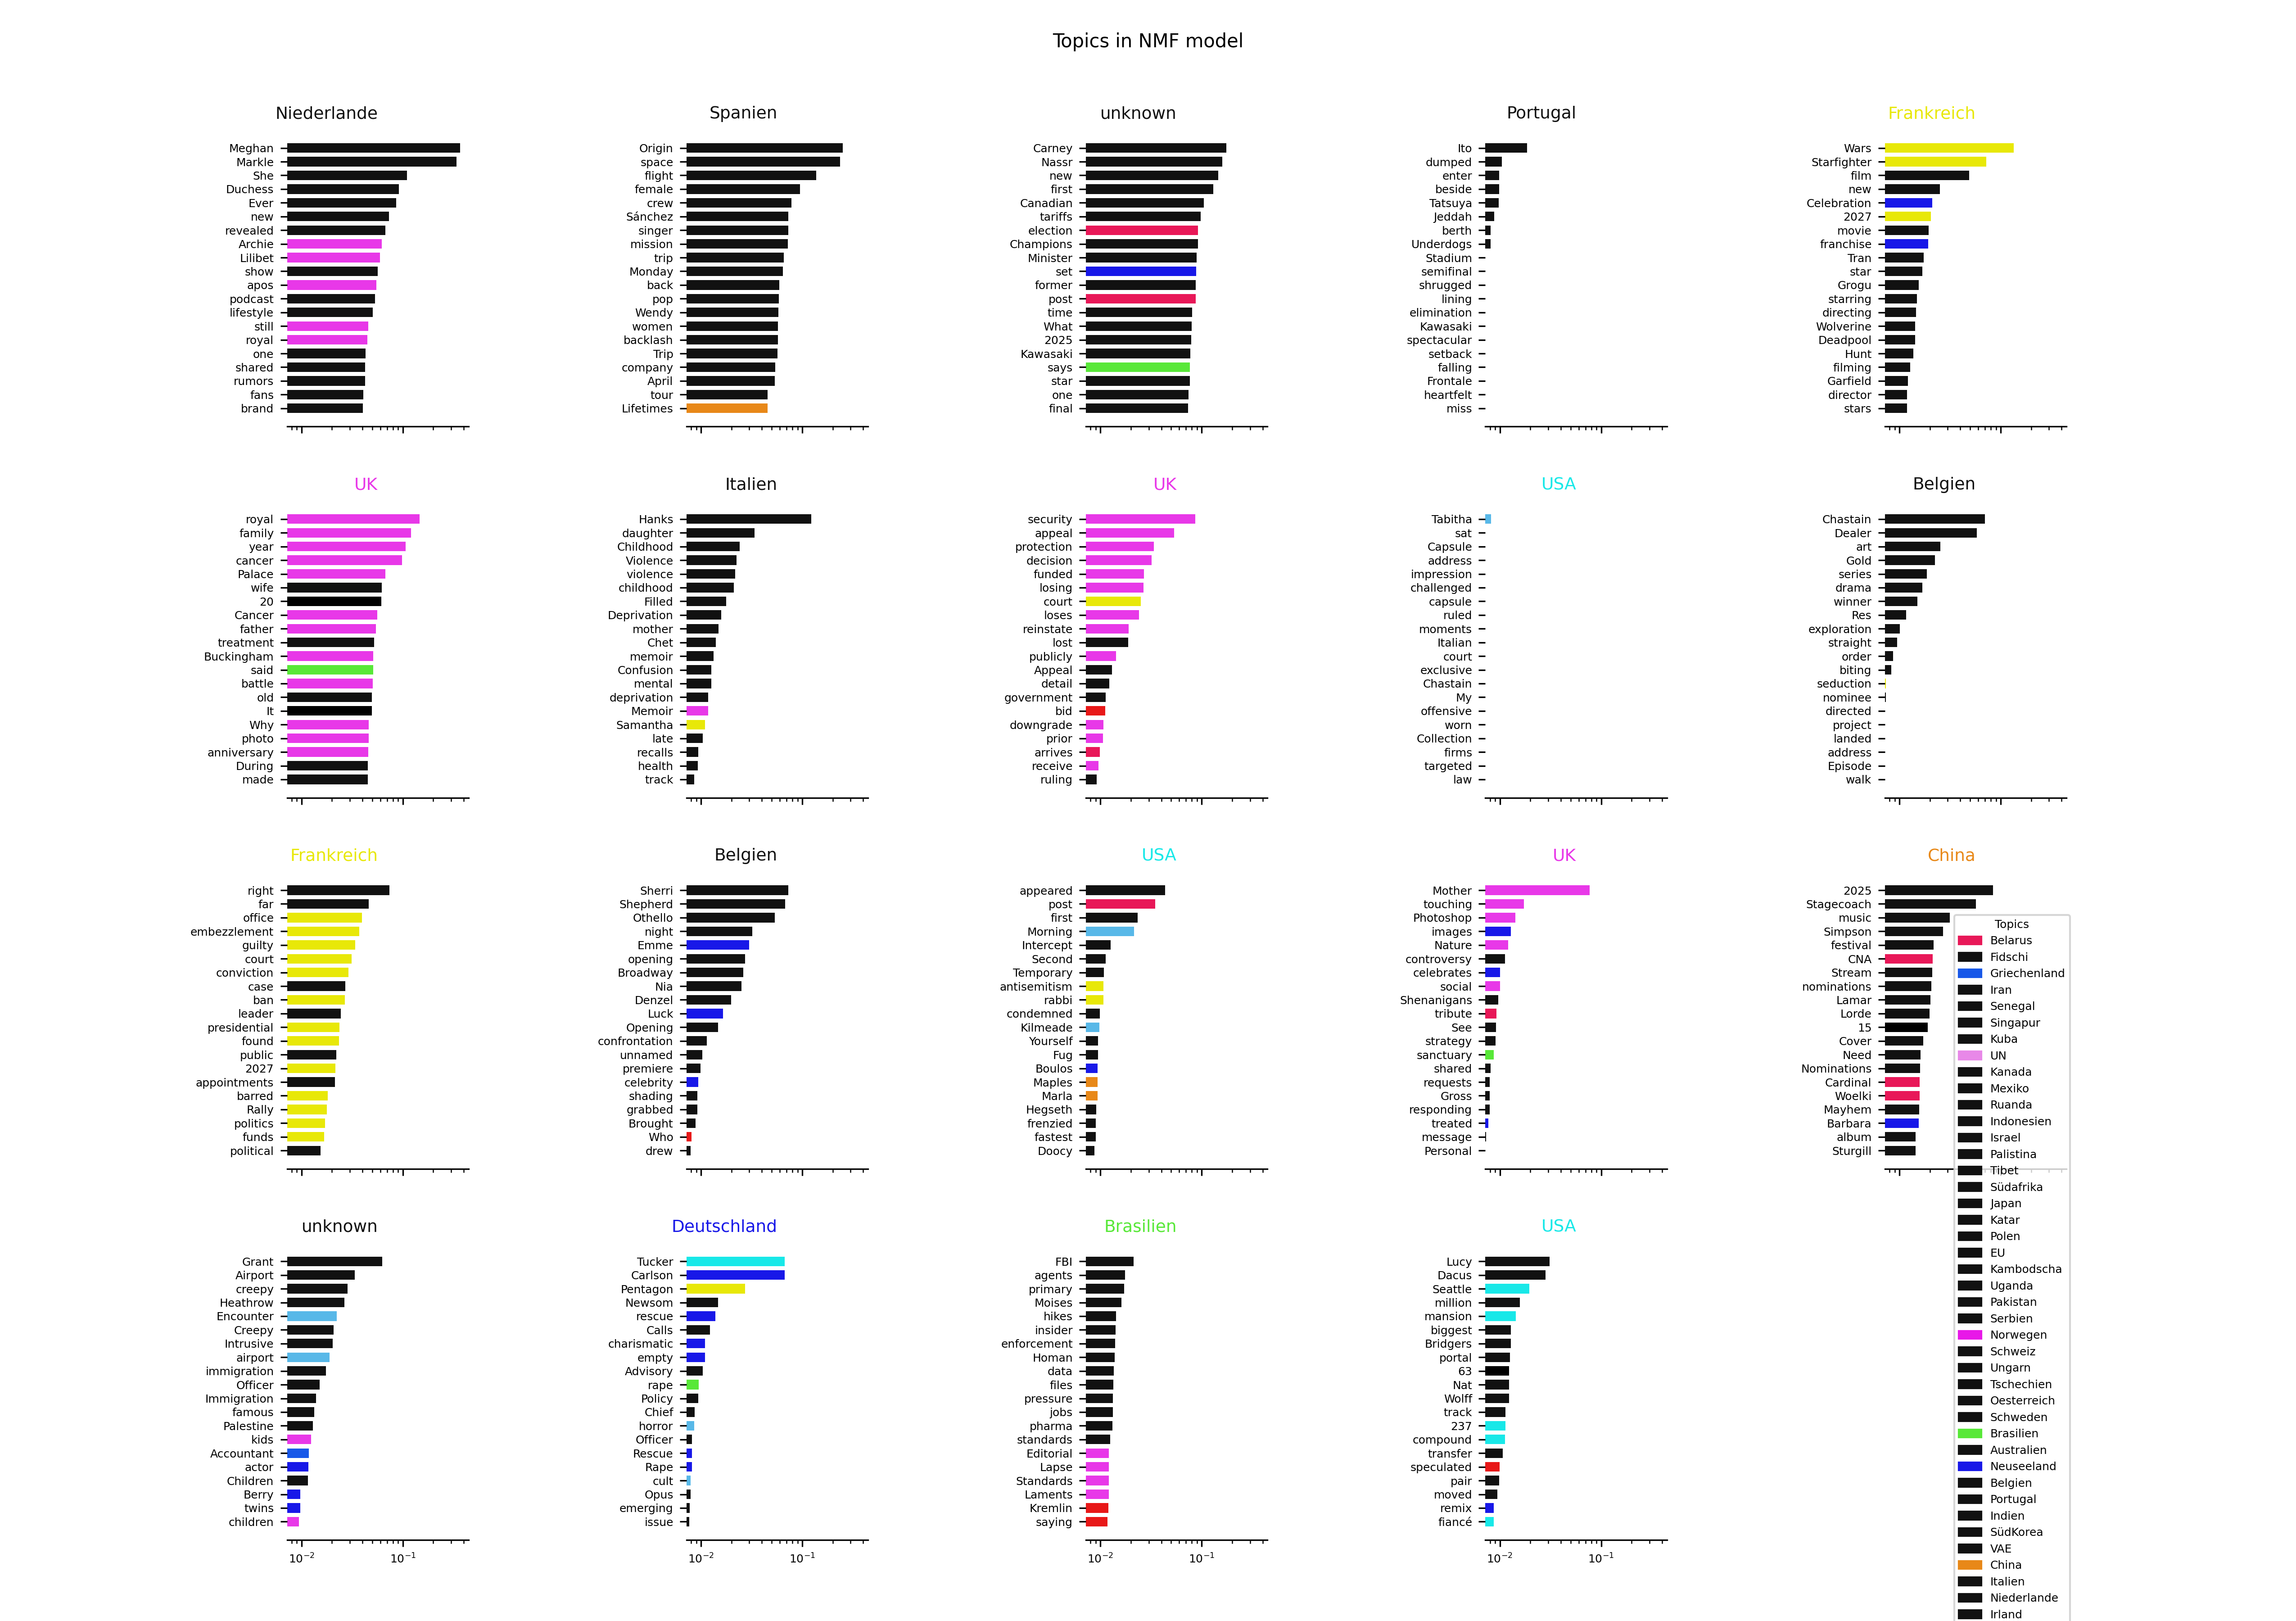 Topics in NMF model
Niederlande
Meghan
Markle
She
Duchess
Ever
new
revealed
Archie
Lilibet
show
apos
podcast
lifestyle
still
royal
one
shared
rumors
fans
brand
Spanien
Origin
space
flight
female
crew
Sánchez
singer
mission
trip
Monday
back
pop
Wendy
women
backlash
Trip
company
April
tour
Lifetimes
unknown
Carney
Nassr
new
first
Canadian
tariffs
election
Champions
Minister
set
former
post
time
What
2025
Kawasaki
says
star
one
final
Portugal
Ito
dumped
enter
beside
Tatsuya
Jeddah
berth
Underdogs
Stadium
semifinal
shrugged
lining
elimination
Kawasaki
spectacular
setback
falling
Frontale
heartfelt
miss
Frankreich
Wars
Starfighter
film
new
Celebration
2027
movie
franchise
Tran
star
Grogu
starring
directing
Wolverine
Deadpool
Hunt
filming
Garfield
director
stars
UK
royal
family
year
cancer
Palace
wife
20
Cancer
father
treatment
Buckingham
said
battle
old
It
Why
photo
anniversary
During
made
Italien
Hanks
daughter
Childhood
Violence
violence
childhood
Filled
Deprivation
mother
Chet
memoir
Confusion
mental
deprivation
Memoir
Samantha
late
recalls
health
track
UK
security
appeal
protection
decision
funded
losing
court
loses
reinstate
lost
publicly
Appeal
detail
government
bid
downgrade
prior
arrives
receive
ruling
USA
Tabitha
sat
Capsule
address
impression
challenged
capsule
ruled
moments
Italian
court
exclusive
Chastain
My
offensive
worn
Collection
firms
targeted
law
Belgien
Chastain
Dealer
art
Gold
series
drama
winner
Res
exploration
straight
order
biting
seduction
nominee
directed
project
landed
address
Episode
walk
Frankreich
right
far
office
embezzlement
guilty
court
conviction
case
ban
leader
presidential
found
public
2027
appointments
barred
Rally
politics
funds
political
Belgien
Sherri
Shepherd
Othello
night
Emme
opening
Broadway
Nia
Denzel
Luck
Opening
confrontation
unnamed
premiere
celebrity
shading
grabbed
Brought
Who
drew
USA
appeared
post
first
Morning
Intercept
Second
Temporary
antisemitism
rabbi
condemned
Kilmeade
Yourself
Fug
Boulos
Maples
Marla
Hegseth
frenzied
fastest
Doocy
UK
Mother
touching
Photoshop
images
Nature
controversy
celebrates
social
Shenanigans
tribute
See
strategy
sanctuary
shared
requests
Gross
responding
treated
message
Personal
China
2025
Stagecoach
music
Simpson
festival
CNA
Stream
nominations
Lamar
Lorde
15
Cover
Need
Nominations
Cardinal
Woelki
Mayhem
Barbara
album
Sturgill
unknown
Grant
Airport
creepy
Heathrow
Encounter
Creepy
Intrusive
airport
immigration
Officer
Immigration
famous
Palestine
kids
Accountant
actor
Children
Berry
twins
children
10⁻² 10⁻¹
Deutschland
Tucker
Carlson
Pentagon
Newsom
rescue
Calls
charismatic
empty
Advisory
rape
Policy
Chief
horror
Officer
Rescue
Rape
cult
Opus
emerging
issue
10⁻² 10⁻¹
Brasilien
FBI
agents
primary
Moises
hikes
insider
enforcement
Homan
data
files
pressure
jobs
pharma
standards
Editorial
Lapse
Standards
Laments
Kremlin
saying
10⁻² 10⁻¹
USA
Lucy
Dacus
Seattle
million
mansion
biggest
Bridgers
portal
63
Nat
Wolff
track
237
compound
transfer
speculated
pair
moved
remix
fiancé
10⁻² 10⁻¹
Topics
Belarus
Fidschi
Griechenland
Iran
Senegal
Singapur
Kuba
UN
Kanada
Mexiko
Ruanda
Indonesien
Israel
Palistina
Tibet
Südafrika
Japan
Katar
Polen
EU
Kambodscha
Uganda
Pakistan
Serbien
Norwegen
Schweiz
Ungarn
Tschechien
Oesterreich
Schweden
Brasilien
Australien
Neuseeland
Belgien
Portugal
Indien
SüdKorea
VAE
China
Italien
Niederlande
Irland